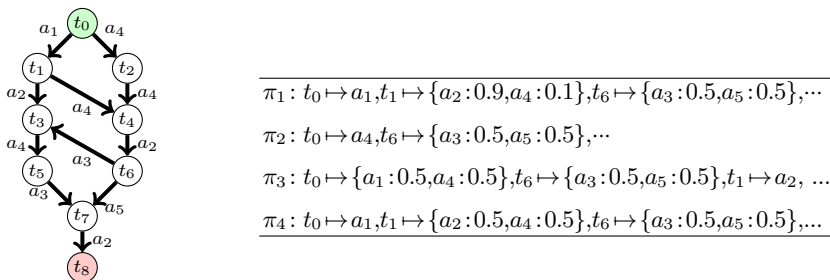 t₀
a₁ a₄
t₁ t₂
a₂ a₄ a₄
t₃ t₄
a₄ a₃ a₂
t₅ t₆
a₃ a₅
t₇
a₂
t₈
π₁: t₀↦a₁,t₁↦{a₂:0.9,a₄:0.1},t₆↦{a₃:0.5,a₅:0.5},⋯
π₂: t₀↦a₄,t₆↦{a₃:0.5,a₅:0.5},⋯
π₃: t₀↦{a₁:0.5,a₄:0.5},t₆↦{a₃:0.5,a₅:0.5},t₁↦a₂, ...
π₄: t₀↦a₁,t₁↦{a₂:0.5,a₄:0.5},t₆↦{a₃:0.5,a₅:0.5},...